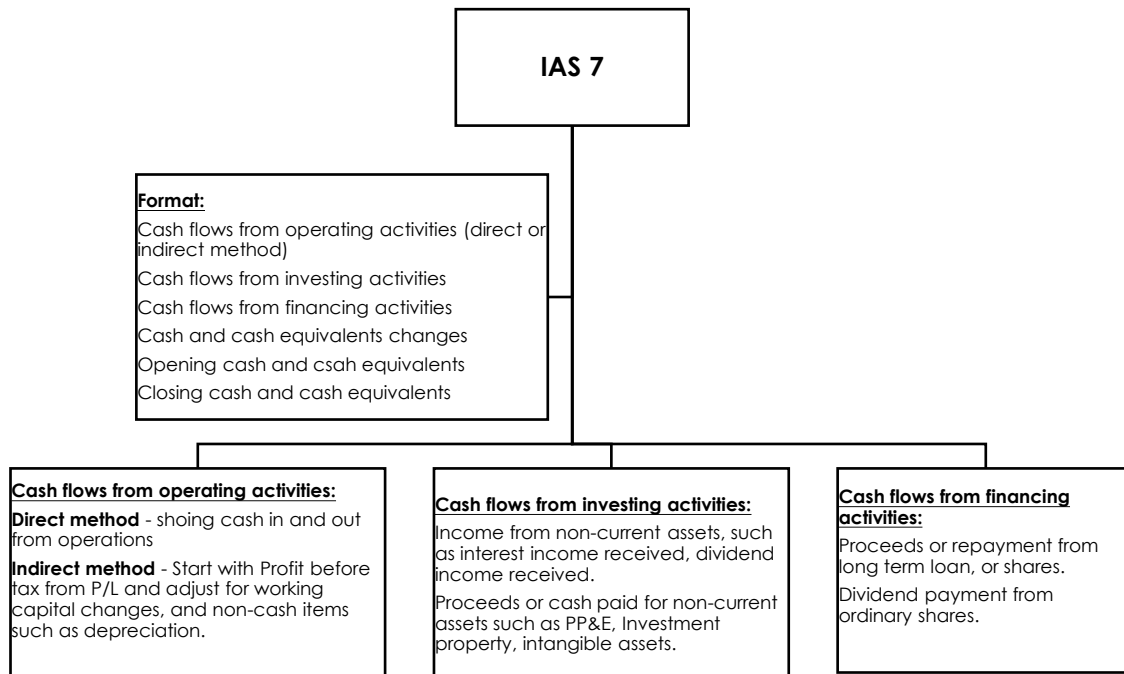 IAS 7
Format:
Cash flows from operating activities (direct or
indirect method)
Cash flows from investing activities
Cash flows from financing activities
Cash and cash equivalents changes
Opening cash and csah equivalents
Closing cash and cash equivalents
Cash flows from operating activities:
Direct method - shoing cash in and out
from operations
Indirect method - Start with Profit before
tax from P/L and adjust for working
capital changes, and non-cash items
such as depreciation.
Cash flows from investing activities:
Income from non-current assets, such
as interest income received, dividend
income received.
Proceeds or cash paid for non-current
assets such as PP&E, Investment
property, intangible assets.
Cash flows from financing
activities:
Proceeds or repayment from
long term loan, or shares.
Dividend payment from
ordinary shares.